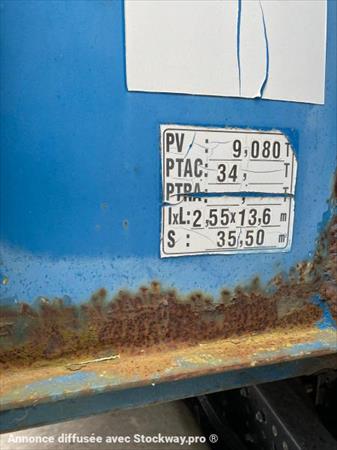 PV : 9,080 T
PTAC: 34, T
PTRA: , T
lxL: 2,55x13,6 m
S : 35,50 m
Annonce diffusée avec Stockway.pro ®